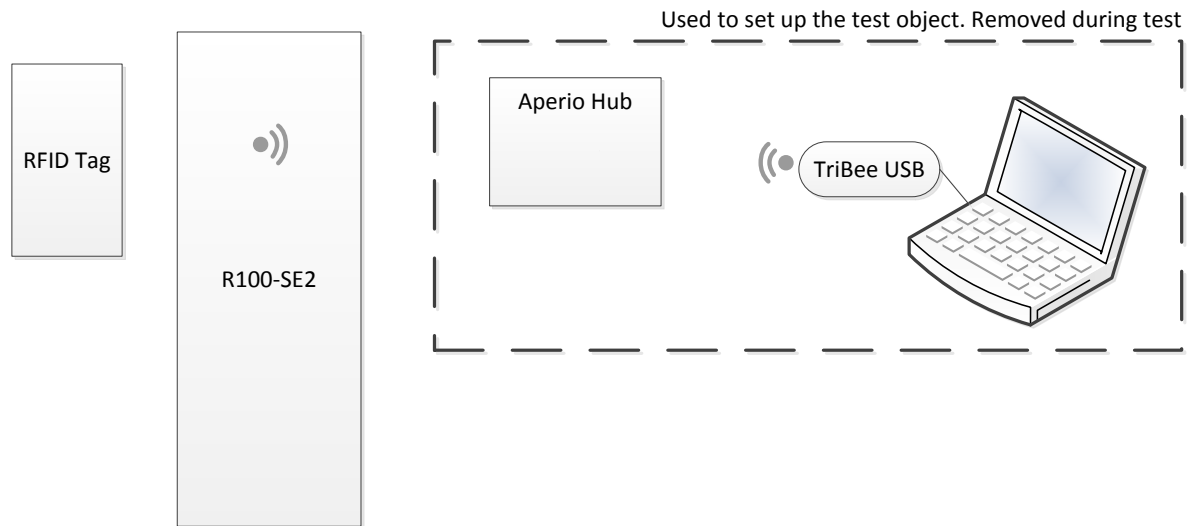 Used to set up the test object. Removed during test
RFID Tag
R100-SE2
Aperio Hub
TriBee USB